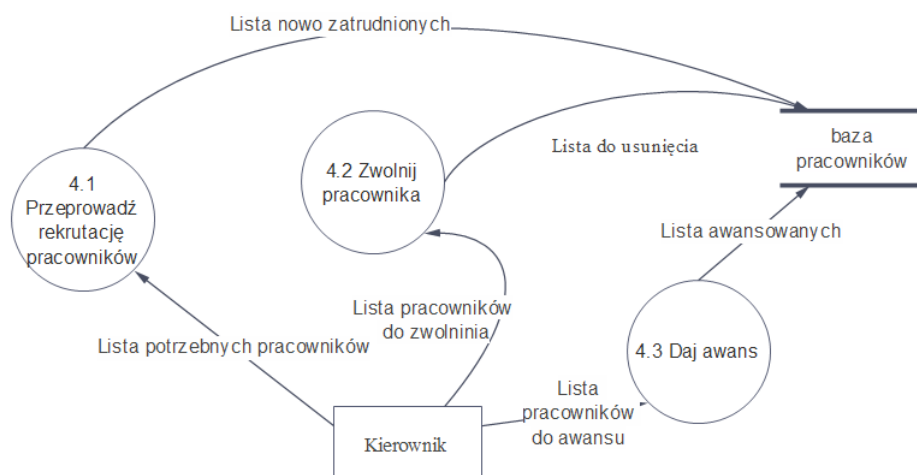 Lista nowo zatrudnionych
4.1
Przeprowadź
rekrutację
pracowników
4.2 Zwolnij
pracownika
Lista do usunięcia
baza
pracowników
Lista awansowanych
Lista pracowników
do zwolninia
Lista potrzebnych pracowników
4.3 Daj awans
Lista
pracowników
do awansu
Kierownik